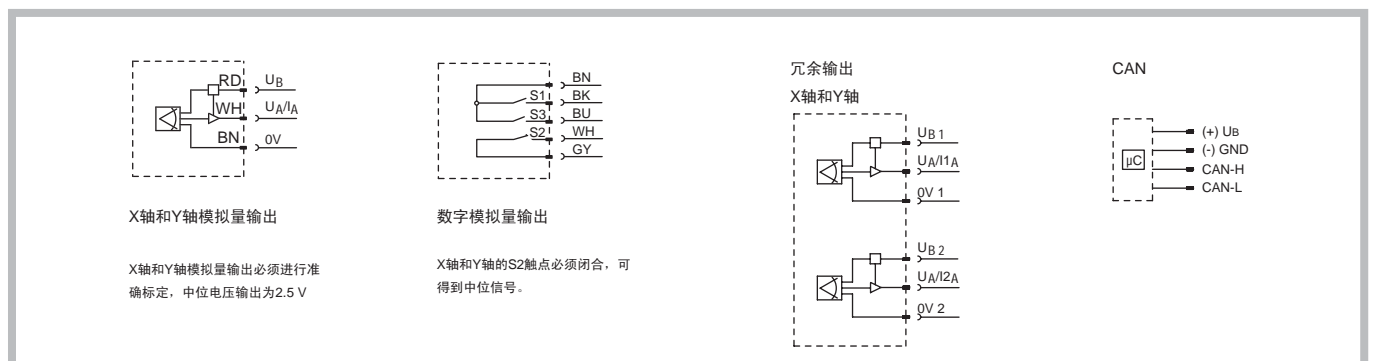 RD UB
WH UA/IA
BN 0V
X轴和Y轴模拟量输出
X轴和Y轴模拟量输出必须进行准
确标定，中位电压输出为2.5 V
BN
S1 BK
S3 BU
S2 WH
GY
数字模拟量输出
X轴和Y轴的S2触点必须闭合，可
得到中位信号。
冗余输出
X轴和Y轴
UB 1
UA/I1A
0V 1
UB 2
UA/I2A
0V 2
CAN
µC
(+) UB
(-) GND
CAN-H
CAN-L